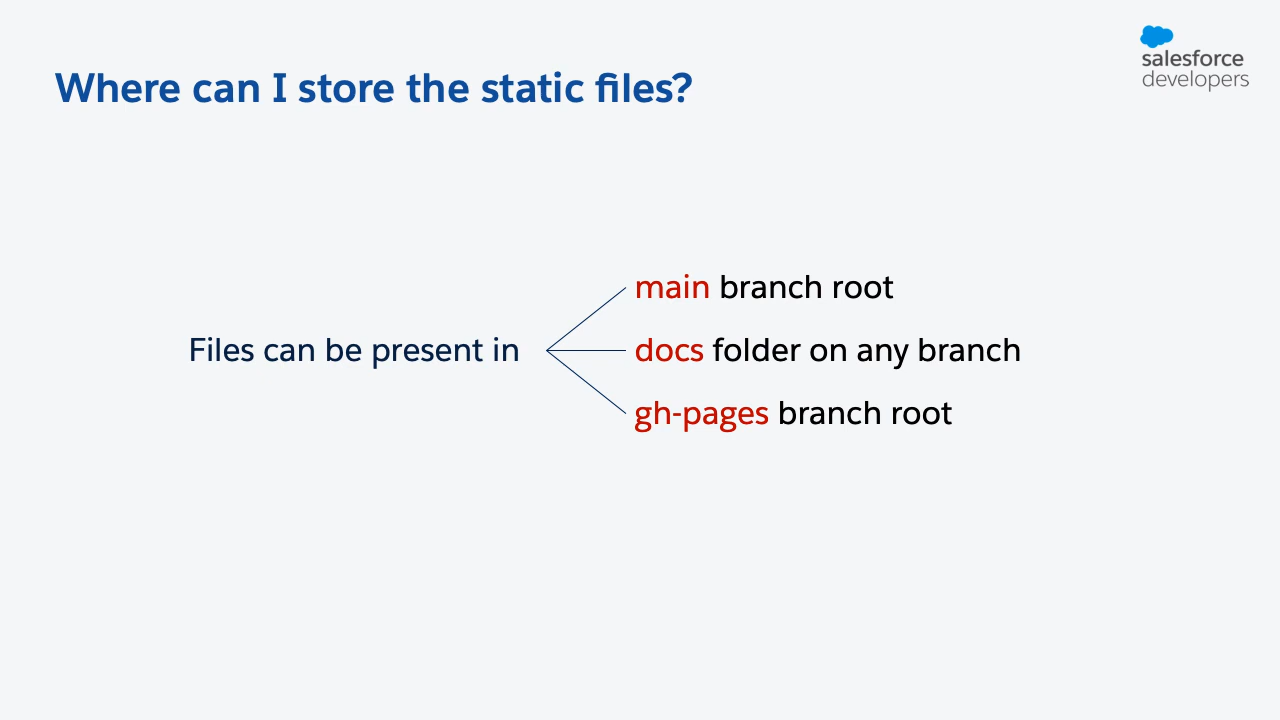 Where can I store the static files?
salesforce
developers
Files can be present in
main branch root
docs folder on any branch
gh-pages branch root